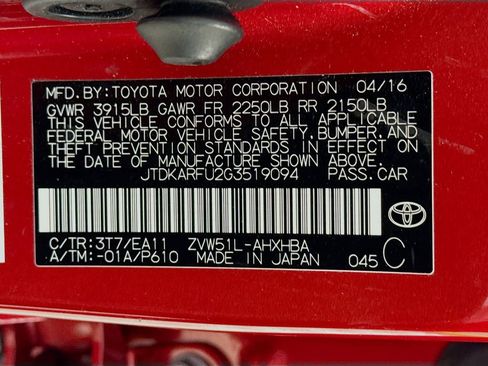 MFD. BY: TOYOTA MOTOR CORPORATION 04/16
GVWR 3915LB GAWR FR 2250LB RR 2150LB
THIS VEHICLE CONFORMS TO ALL APPLICABLE
FEDERAL MOTOR VEHICLE SAFETY, BUMPER, AND
THEFT PREVENTION STANDARDS IN EFFECT ON
THE DATE OF MANUFACTURE SHOWN ABOVE.
JTDKARFU2G3519094 PASS. CAR
C/TR: 3T7/EA11 ZVW51L-AHXHBA
A/TM: -01A/P610 MADE IN JAPAN 045 C